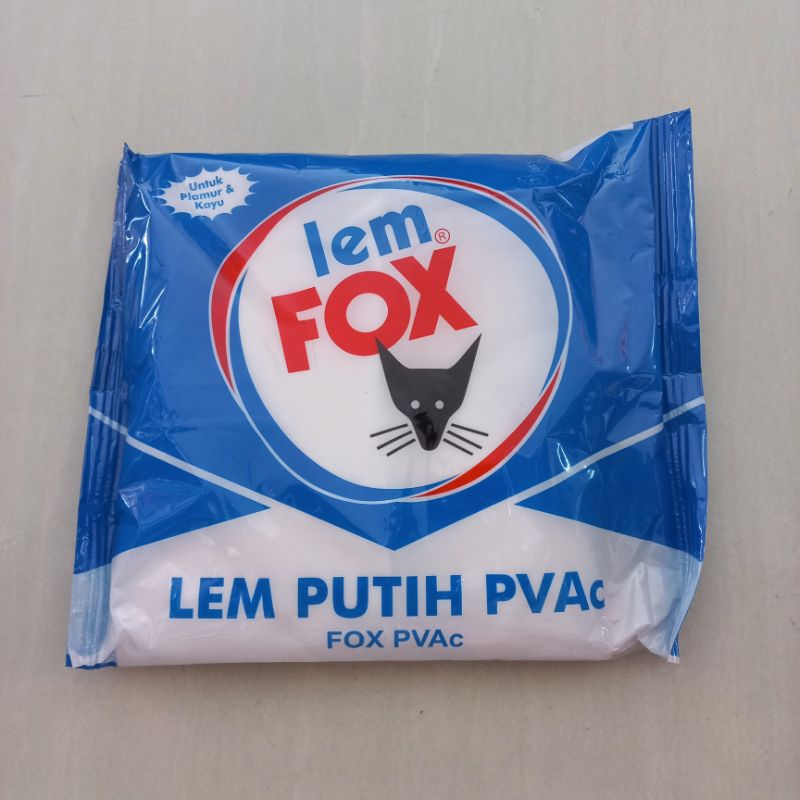 Untuk
Plamur &
Kayu
lem®
FOX
LEM PUTIH PVAc
FOX PVAc